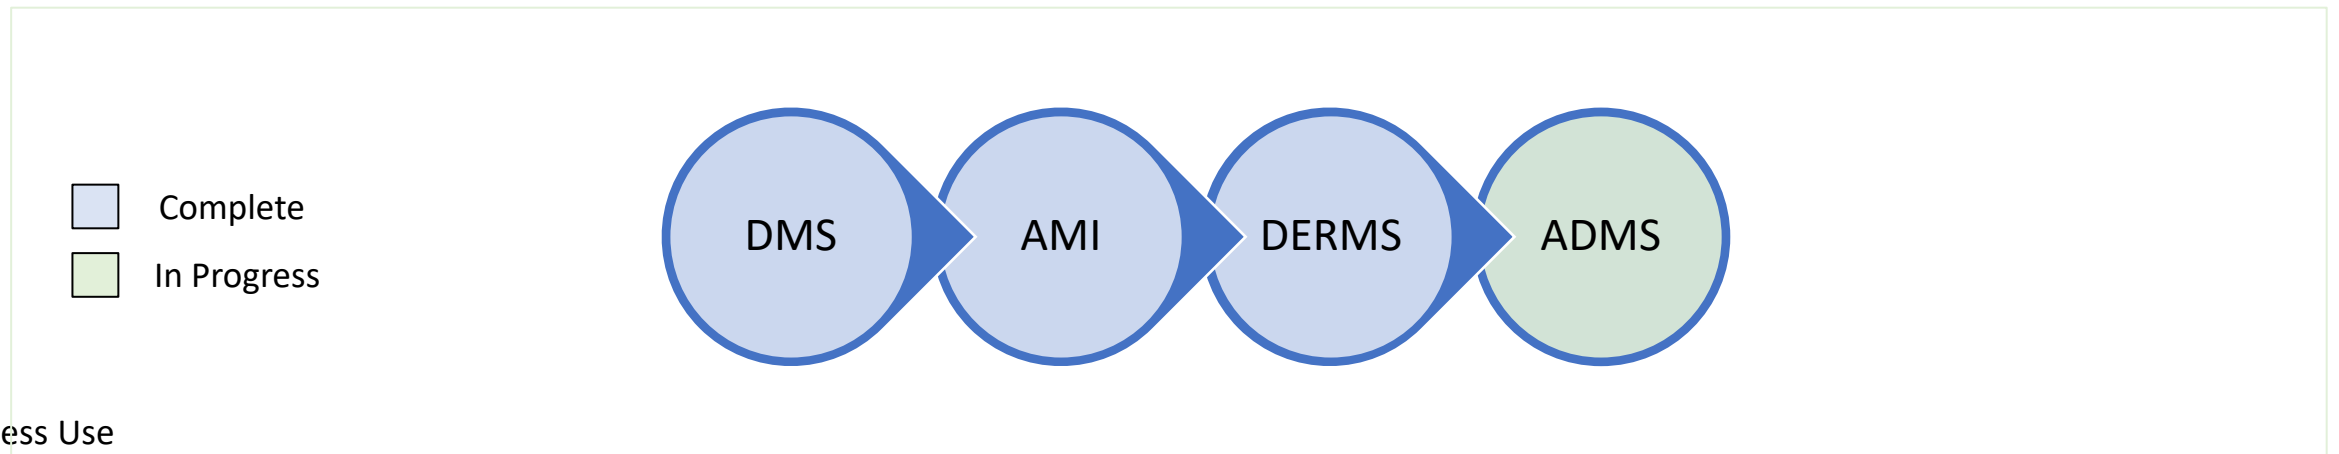 Complete
In Progress
DMS
AMI
DERMS
ADMS
ess Use